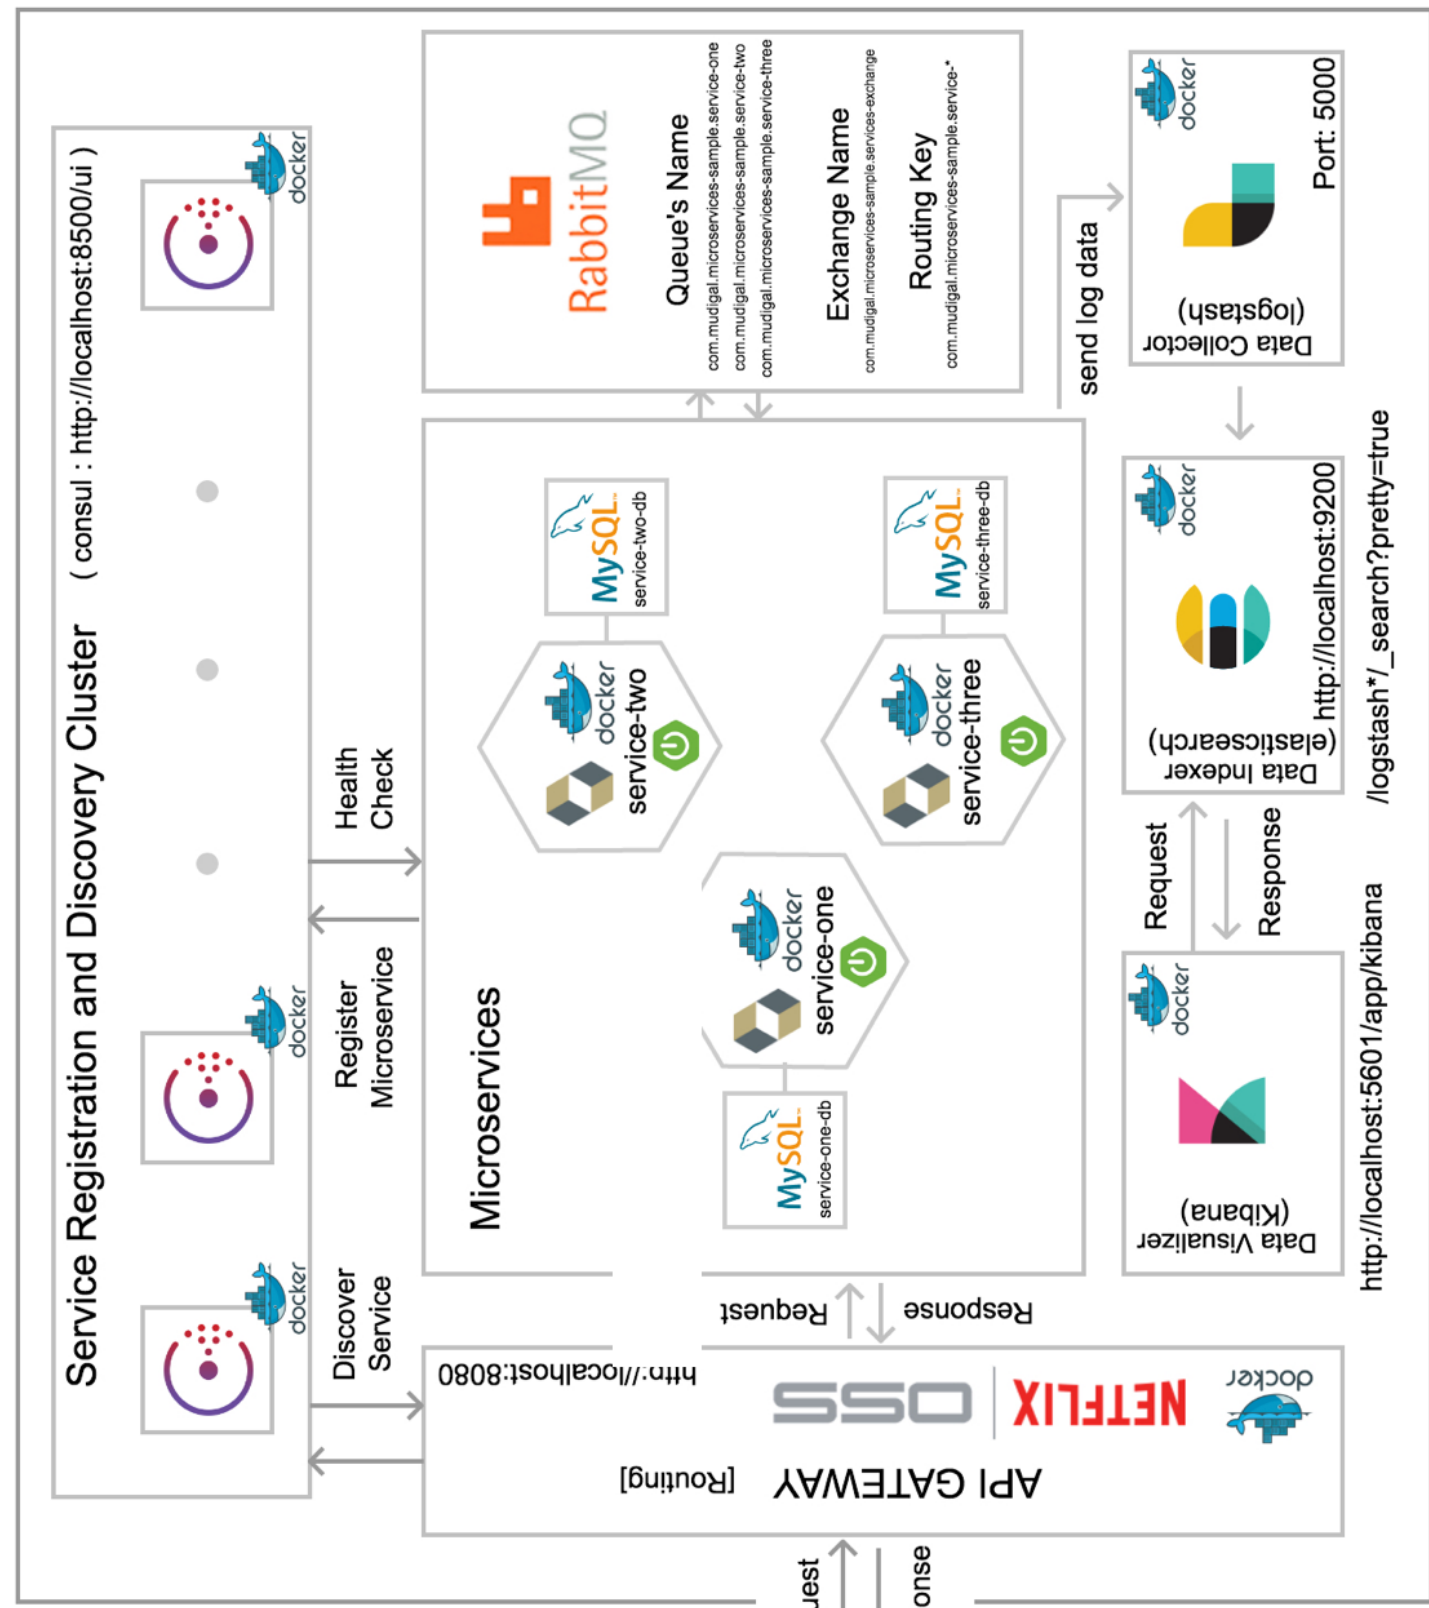 Service Registration and Discovery Cluster ( consul : http://localhost:8500/ui )
docker
docker
docker
Discover
Service
Register
Microservice
Health
Check
http://localhost:8080
[Routing]
API GATEWAY
NETFLIX OSS
docker
Request
Response
Microservices
MySQL
service-one-db
docker
service-one
docker
service-two
MySQL
service-two-db
docker
service-three
MySQL
service-three-db
RabbitMQ
Queue's Name
com.mudigal.microservices-sample.service-one
com.mudigal.microservices-sample.service-two
com.mudigal.microservices-sample.service-three
Exchange Name
com.mudigal.microservices-sample.services-exchange
Routing Key
com.mudigal.microservices-sample.service-*
send log data
Data Visualizer
(Kibana)
docker
http://localhost:5601/app/kibana
Request
Response
Data Indexer
(elasticsearch)
docker
http://localhost:9200
/logstash*/_search?pretty=true
Data Collector
(logstash)
docker
Port: 5000